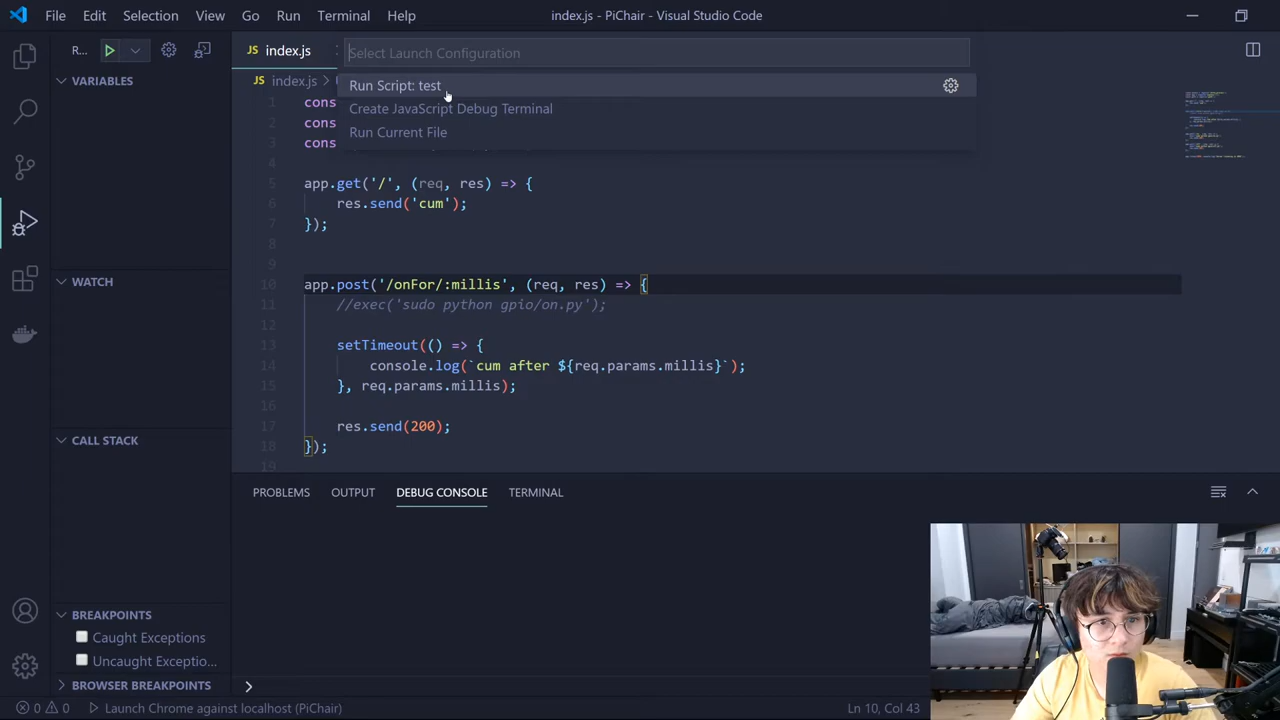 File Edit Selection View Go Run Terminal Help index.js - PiChair - Visual Studio Code
R...
index.js
Select Launch Configuration
VARIABLES
index.js
Run Script: test
1 cons
Create JavaScript Debug Terminal
2 cons
Run Current File
3 cons
4
5 app.get('/', (req, res) => {
6 res.send('cum');
7 });
8
9
10 app.post('/onFor/:millis', (req, res) => {
11 //exec('sudo python gpio/on.py');
12
13 setTimeout(() => {
14 console.log(`cum after ${req.params.millis}`);
15 }, req.params.millis);
16
17 res.send(200);
18 });
19
WATCH
CALL STACK
PROBLEMS OUTPUT DEBUG CONSOLE TERMINAL
BREAKPOINTS
Caught Exceptions
Uncaught Exceptio...
BROWSER BREAKPOINTS
0 0 Launch Chrome against localhost (PiChair) Ln 10, Col 43